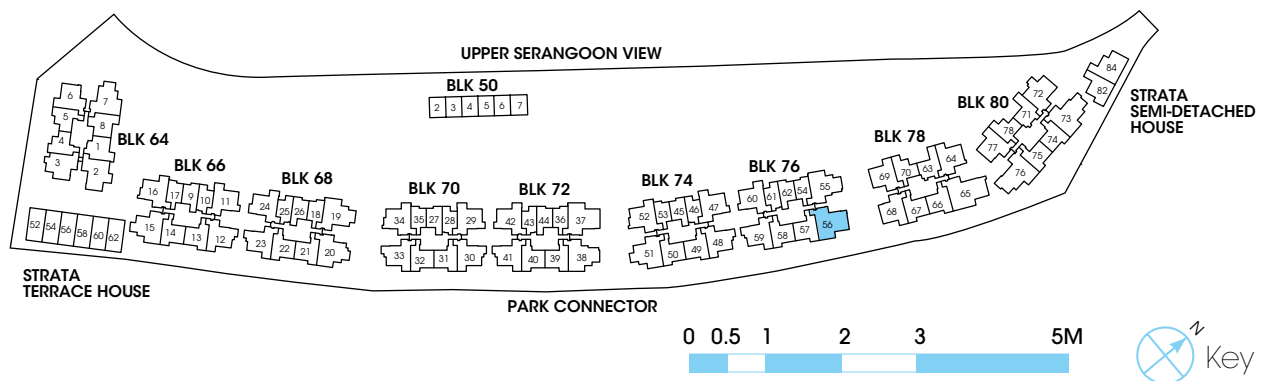 UPPER SERANGOON VIEW
BLK 50
2 3 4 5 6 7
BLK 64
6 7
5 8
4 1
3 2
BLK 66
16 17 9 10 11
15 14 13 12
BLK 68
24 25 26 18 19
23 22 21 20
BLK 70
34 35 27 28 29
33 32 31 30
BLK 72
42 43 44 36 37
41 40 39 38
BLK 74
52 53 45 46 47
51 50 49 48
BLK 76
60 61 62 54 55
59 58 57 56
BLK 78
69 70 63 64
68 67 66 65
BLK 80
72
71 73
78 74
77 75
76
84
82
STRATA
SEMI-DETACHED
HOUSE
52 54 56 58 60 62
STRATA
TERRACE HOUSE
PARK CONNECTOR
0 0.5 1 2 3 5M
N
Key